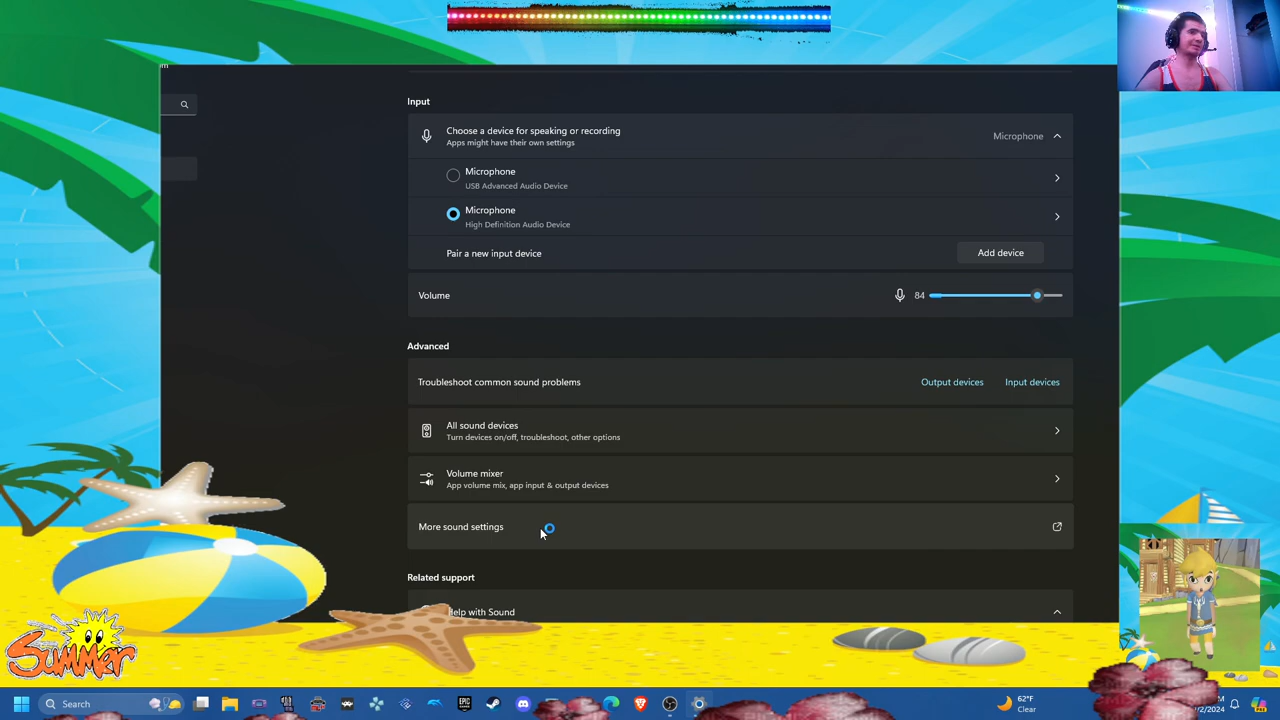 Input
Choose a device for speaking or recording
Apps might have their own settings
Microphone
Microphone
USB Advanced Audio Device
Microphone
High Definition Audio Device
Pair a new input device
Add device
Volume
84
Advanced
Troubleshoot common sound problems
Output devices
Input devices
All sound devices
Turn devices on/off, troubleshoot, other options
Volume mixer
App volume mix, app input & output devices
More sound settings
Related support
Help with Sound
Summer
Search
EPIC
62°F
Clear
/2/2024